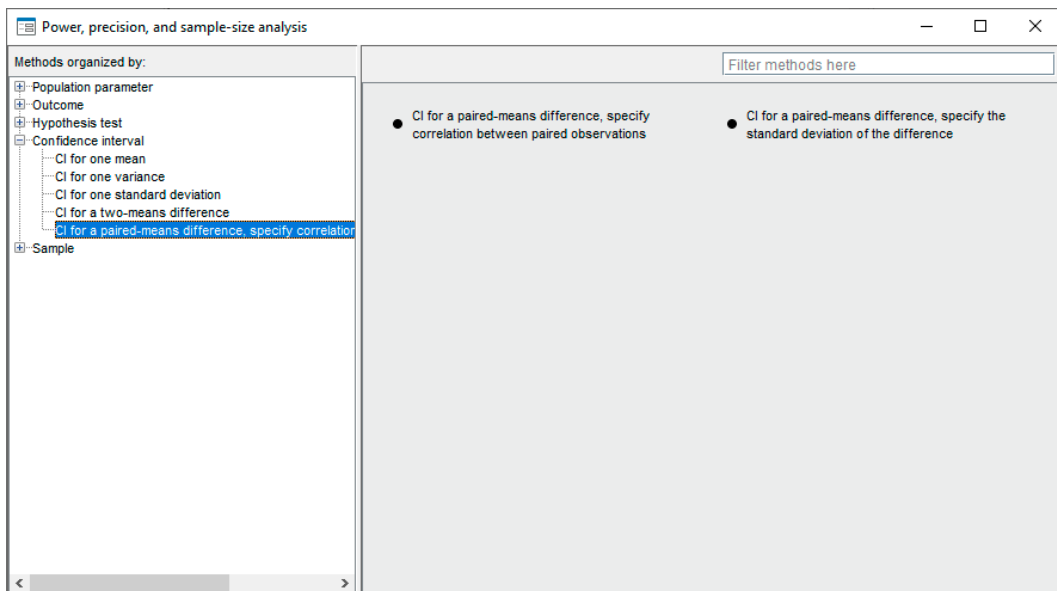 Power, precision, and sample-size analysis
Methods organized by:
Filter methods here
Population parameter
Outcome
Hypothesis test
Confidence interval
CI for one mean
CI for one variance
CI for one standard deviation
CI for a two-means difference
CI for a paired-means difference, specify correlation
Sample
CI for a paired-means difference, specify
correlation between paired observations
CI for a paired-means difference, specify the
standard deviation of the difference